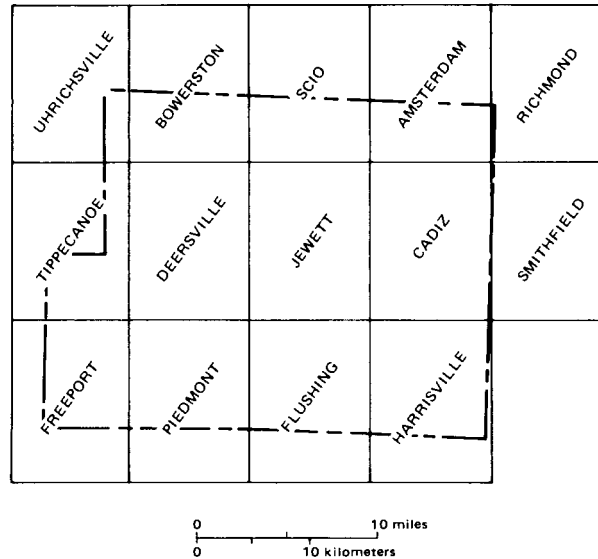 UHRICHSVILLE
BOWERSTON
SCIO
AMSTERDAM
RICHMOND
TIPPECANOE
DEERSVILLE
JEWETT
CADIZ
SMITHFIELD
FREEPORT
PIEDMONT
FLUSHING
HARRISVILLE
0 10 miles
0 10 kilometers